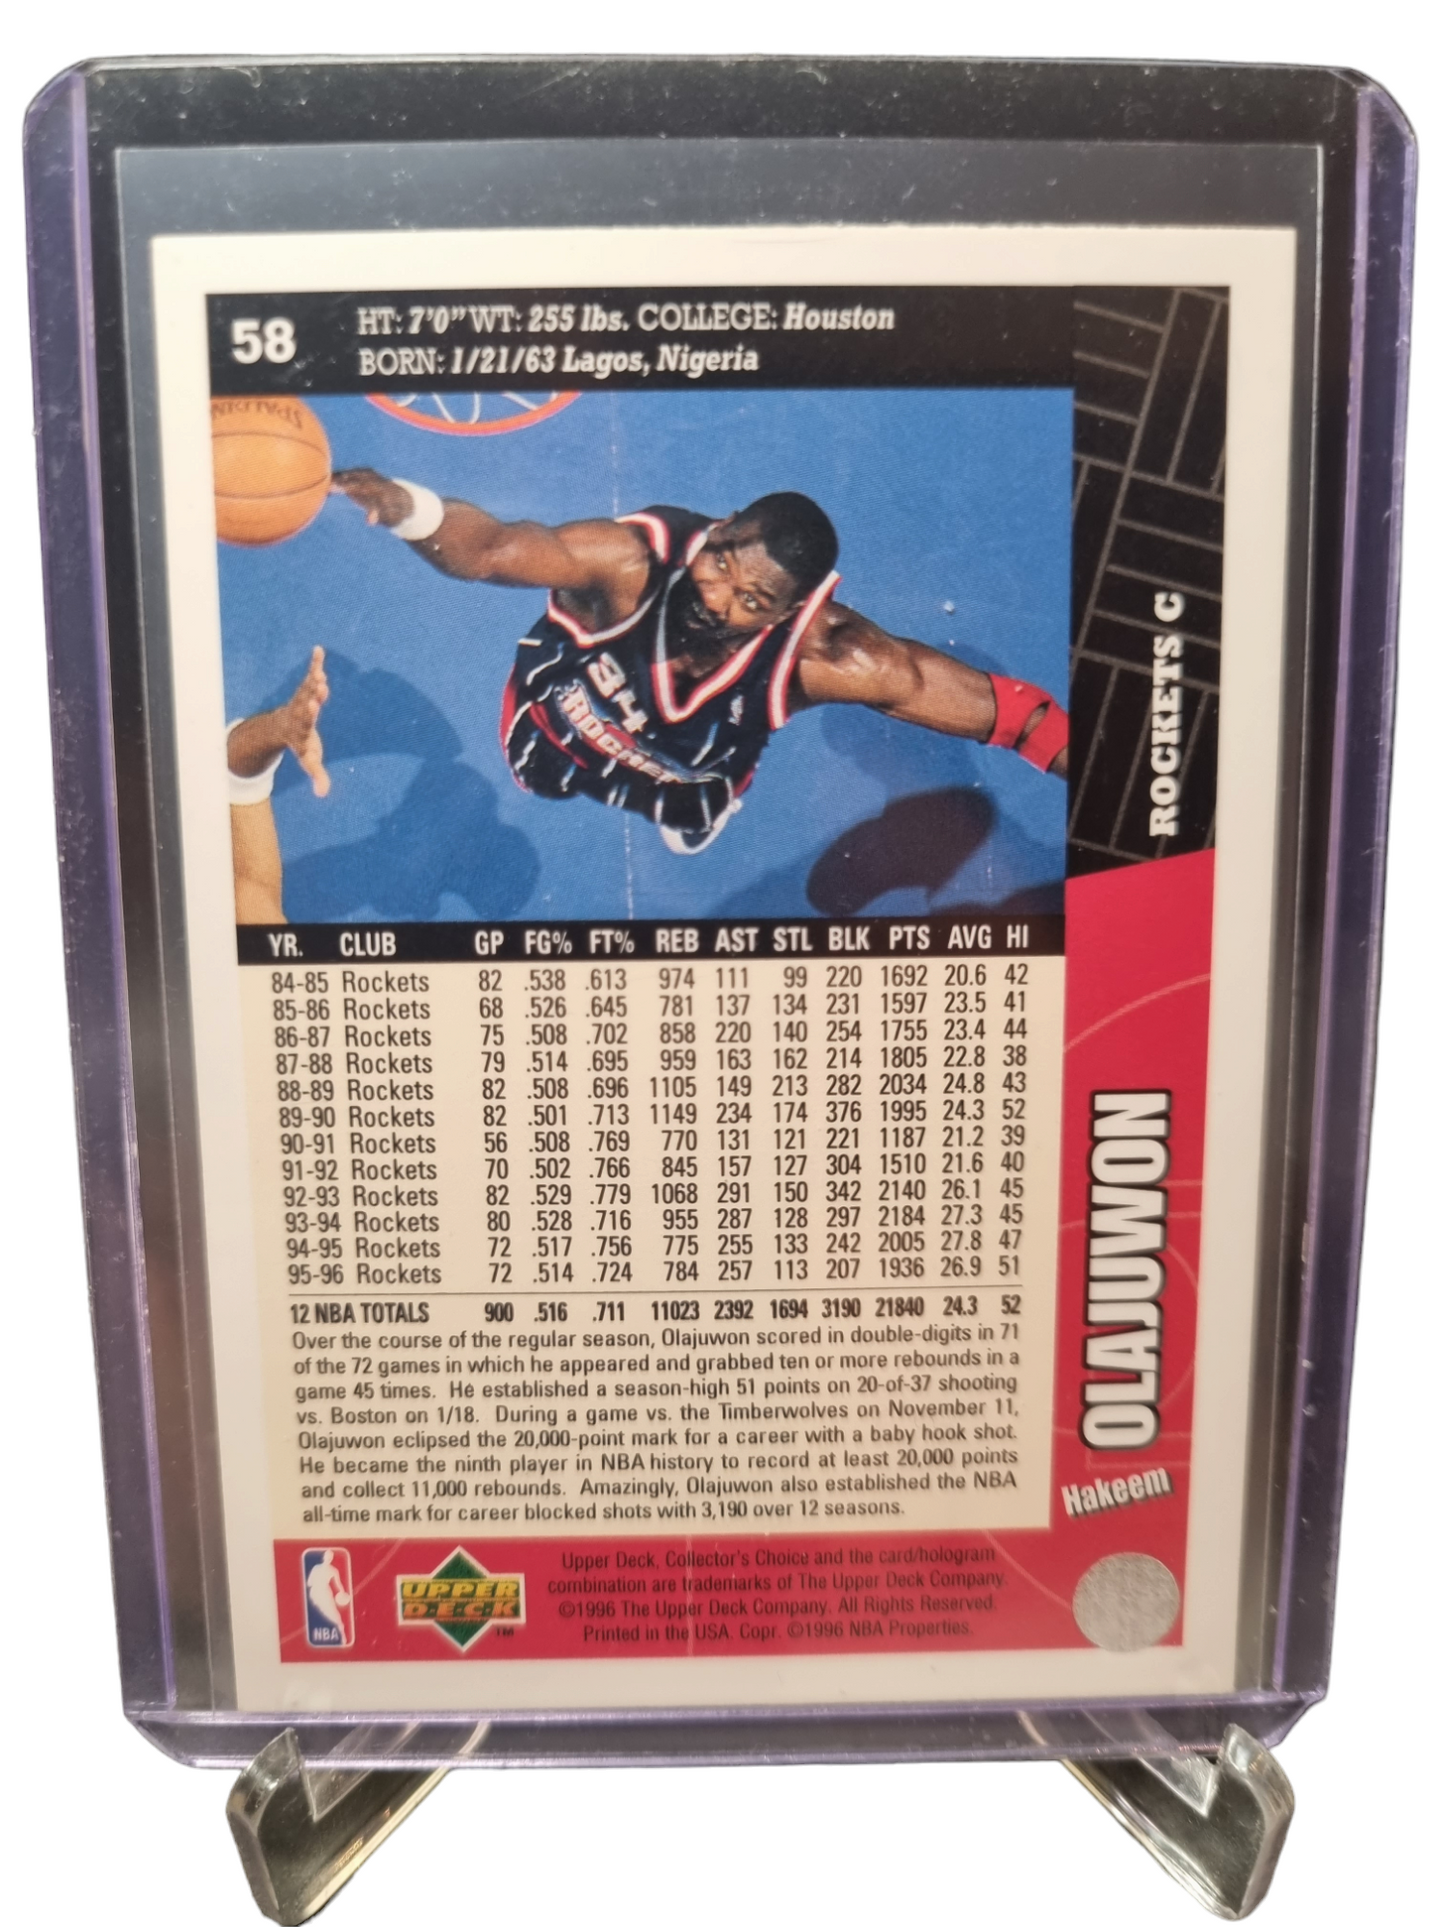 58
HT: 7'0" WT: 255 lbs. COLLEGE: Houston
BORN: 1/21/63 Lagos, Nigeria
SPALDING
34
ROCKETS
ROCKETS C
YR. CLUB GP FG% FT% REB AST STL BLK PTS AVG HI
84-85 Rockets 82 .538 .613 974 111 99 220 1692 20.6 42
85-86 Rockets 68 .526 .645 781 137 134 231 1597 23.5 41
86-87 Rockets 75 .508 .702 858 220 140 254 1755 23.4 44
87-88 Rockets 79 .514 .695 959 163 162 214 1805 22.8 38
88-89 Rockets 82 .508 .696 1105 149 213 282 2034 24.8 43
89-90 Rockets 82 .501 .713 1149 234 174 376 1995 24.3 52
90-91 Rockets 56 .508 .769 770 131 121 221 1187 21.2 39
91-92 Rockets 70 .502 .766 845 157 127 304 1510 21.6 40
92-93 Rockets 82 .529 .779 1068 291 150 342 2140 26.1 45
93-94 Rockets 80 .528 .716 955 287 128 297 2184 27.3 45
94-95 Rockets 72 .517 .756 775 255 133 242 2005 27.8 47
95-96 Rockets 72 .514 .724 784 257 113 207 1936 26.9 51
12 NBA TOTALS 900 .516 .711 11023 2392 1694 3190 21840 24.3 52
Over the course of the regular season, Olajuwon scored in double-digits in 71
of the 72 games in which he appeared and grabbed ten or more rebounds in a
game 45 times. He established a season-high 51 points on 20-of-37 shooting
vs. Boston on 1/18. During a game vs. the Timberwolves on November 11,
Olajuwon eclipsed the 20,000-point mark for a career with a baby hook shot.
He became the ninth player in NBA history to record at least 20,000 points
and collect 11,000 rebounds. Amazingly, Olajuwon also established the NBA
all-time mark for career blocked shots with 3,190 over 12 seasons.
Hakeem
OLAJUWON
NBA
UPPER
DECK
TM
Upper Deck, Collector's Choice and the card/hologram
combination are trademarks of The Upper Deck Company.
©1996 The Upper Deck Company. All Rights Reserved.
Printed in the USA. Copr. ©1996 NBA Properties.